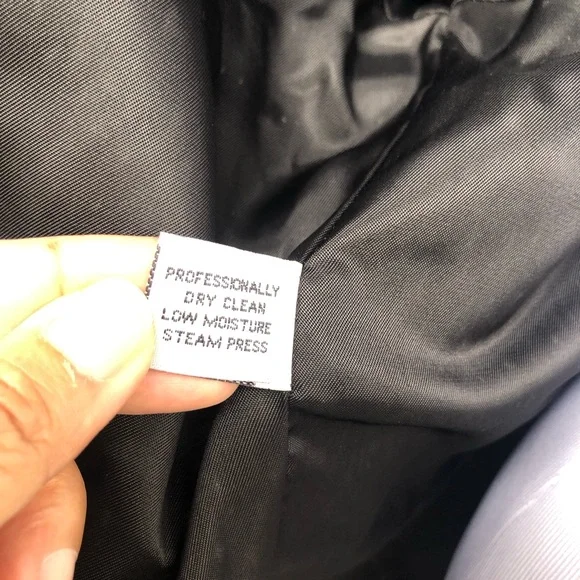 PROFESSIONALLY
DRY CLEAN
LOW MOISTURE
STEAM PRESS